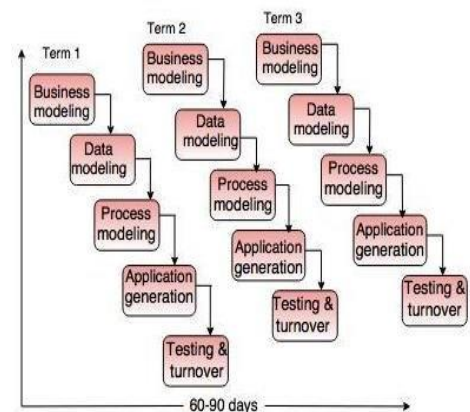 Term 1
Business
modeling
Data
modeling
Process
modeling
Application
generation
Testing &
turnover
Term 2
Business
modeling
Data
modeling
Process
modeling
Application
generation
Testing &
turnover
Term 3
Business
modeling
Data
modeling
Process
modeling
Application
generation
Testing &
turnover
60-90 days